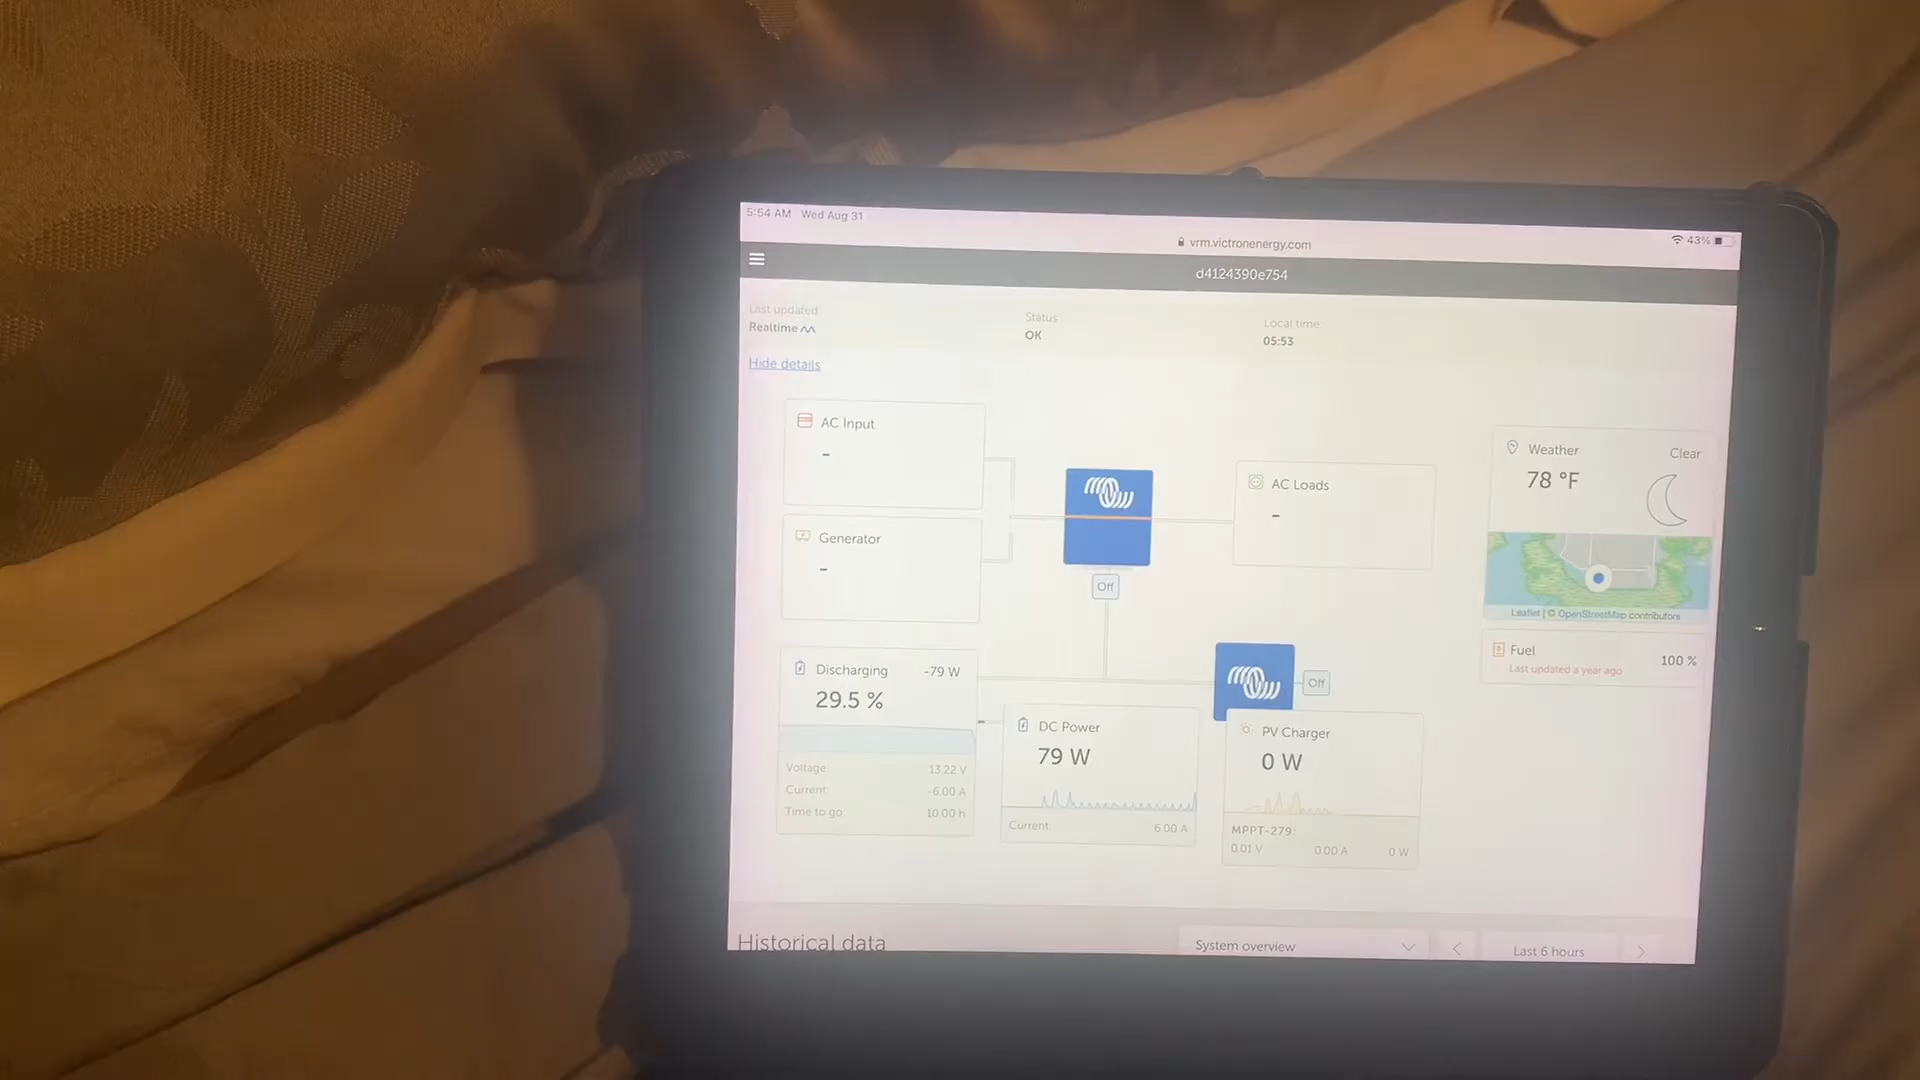 5:54 AM Wed Aug 31
vrm.victronenergy.com
43%
d4124390e754
Last updated
Realtime
Status
OK
Local time
05:53
Hide details
AC Input
-
Generator
-
Off
AC Loads
-
Weather
Clear
78 °F
Leaflet | © OpenStreetMap contributors
Fuel
100 %
Last updated a year ago
Discharging
-79 W
29.5 %
Voltage:
13.22 V
Current:
-6.00 A
Time to go:
10.00 h
DC Power
79 W
Current:
6.00 A
Off
PV Charger
0 W
MPPT-279:
0.01 V 0.00 A 0 W
Historical data
System overview
Last 6 hours